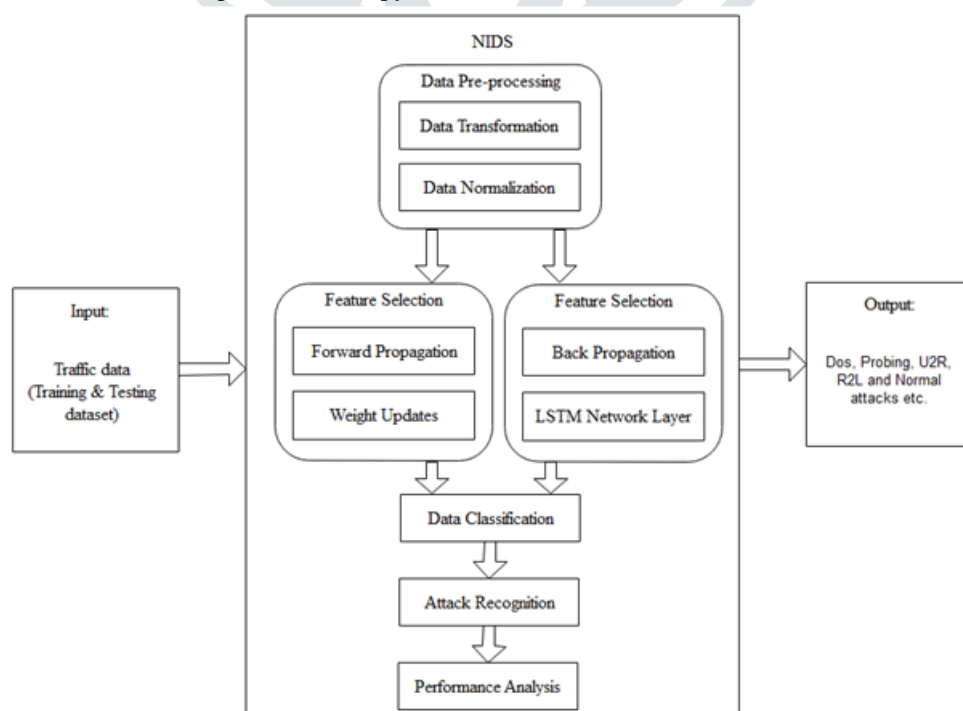 NIDS
Data Pre-processing
Data Transformation
Data Normalization
Input:
Traffic data
(Training & Testing
dataset)
Feature Selection
Forward Propagation
Weight Updates
Feature Selection
Back Propagation
LSTM Network Layer
Data Classification
Attack Recognition
Performance Analysis
Output:
Dos, Probing, U2R,
R2L and Normal
attacks etc.